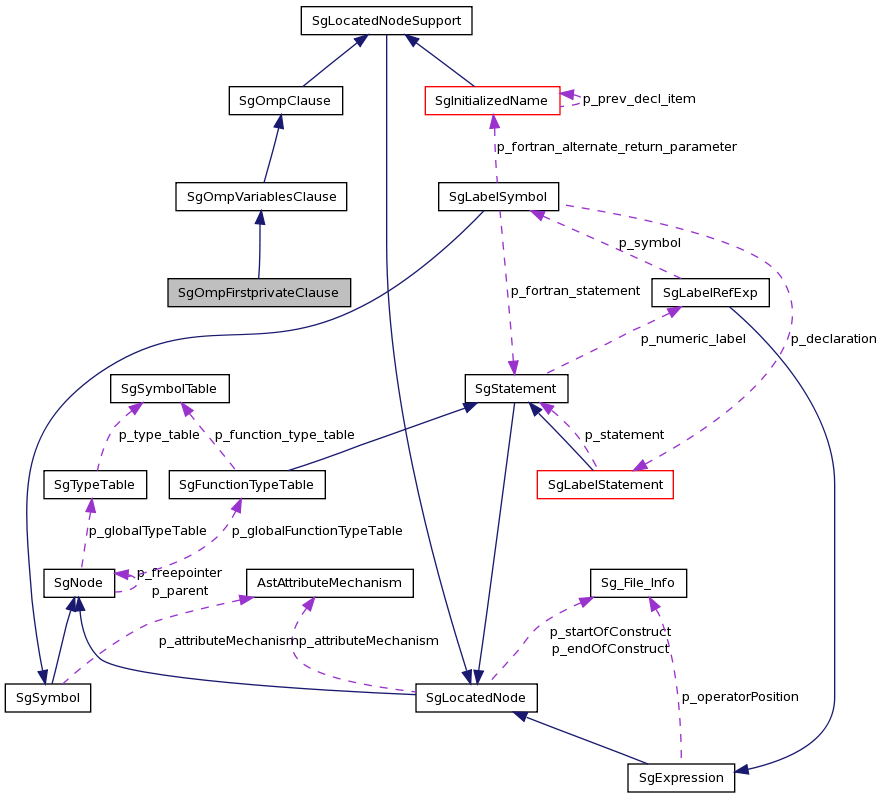 SgLocatedNodeSupport
SgOmpClause
SgInitializedName
p_prev_decl_item
p_fortran_alternate_return_parameter
SgOmpVariablesClause
SgLabelSymbol
p_symbol
SgOmpFirstprivateClause
p_fortran_statement
SgLabelRefExp
p_numeric_label
p_declaration
SgSymbolTable
SgStatement
p_type_table
p_function_type_table
p_statement
SgTypeTable
SgFunctionTypeTable
SgLabelStatement
p_globalTypeTable
p_globalFunctionTypeTable
SgNode
p_freepointer
p_parent
AstAttributeMechanism
Sg_File_Info
p_attributeMechanism
p_attributeMechanism
p_startOfConstruct
p_endOfConstruct
SgSymbol
SgLocatedNode
p_operatorPosition
SgExpression